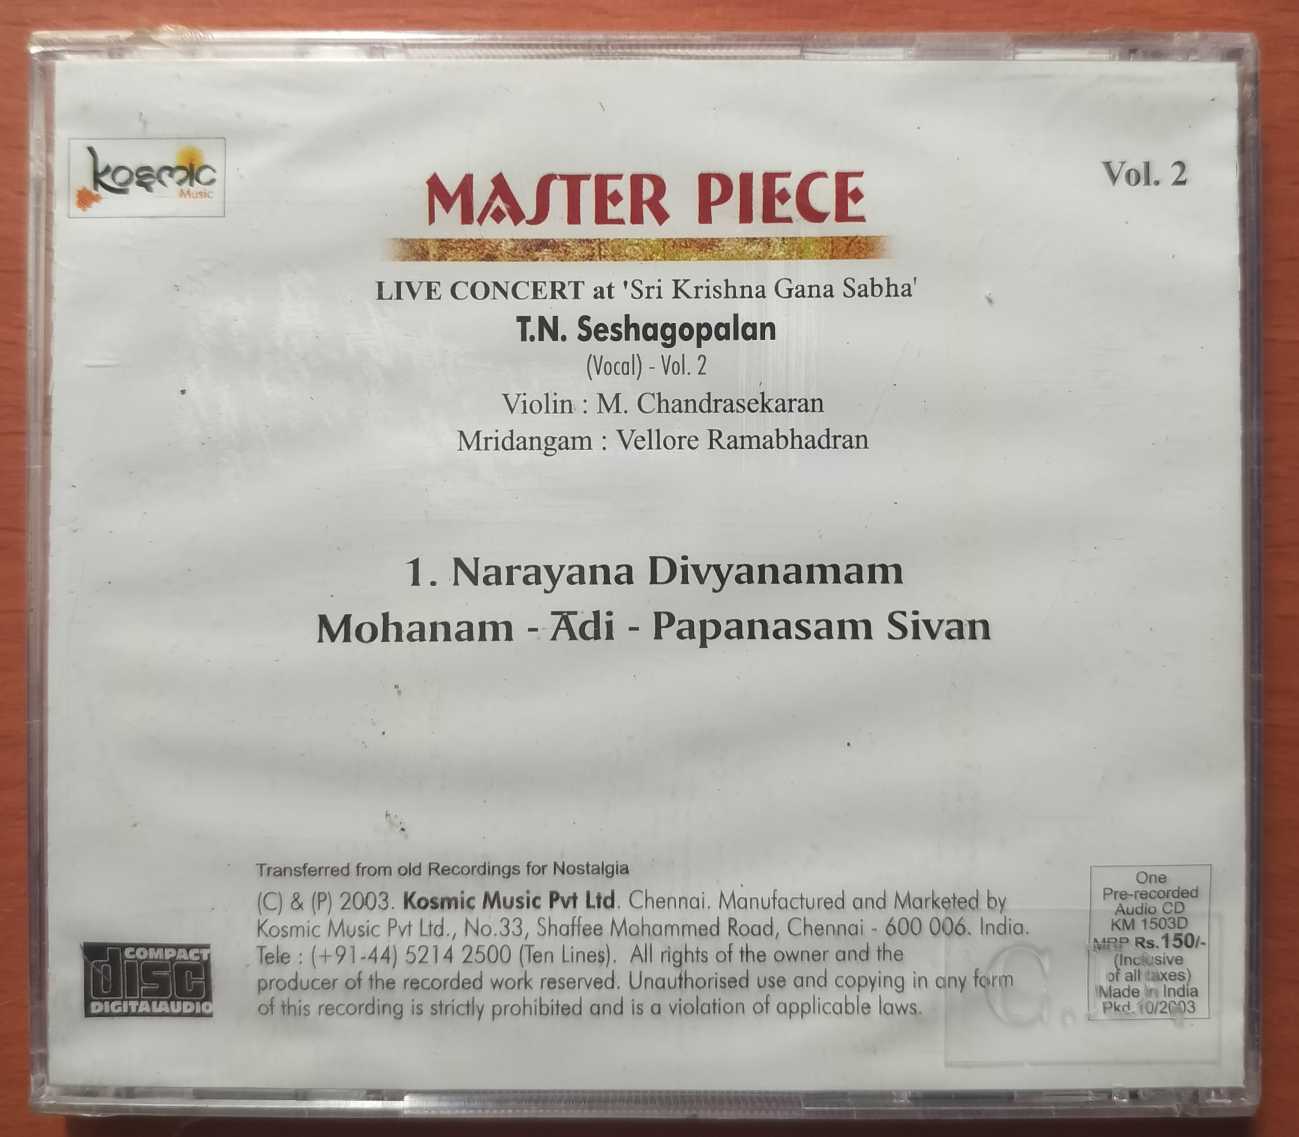 Kosmic
Music
Vol. 2
MASTER PIECE
LIVE CONCERT at 'Sri Krishna Gana Sabha'
T.N. Seshagopalan
(Vocal) - Vol. 2
Violin : M. Chandrasekaran
Mridangam : Vellore Ramabhadran
1. Narayana Divyanamam
Mohanam - Ādi - Papanasam Sivan
Transferred from old Recordings for Nostalgia
(C) & (P) 2003. Kosmic Music Pvt Ltd. Chennai. Manufactured and Marketed by
Kosmic Music Pvt Ltd., No.33, Shaffee Mohammed Road, Chennai - 600 006. India.
Tele : (+91-44) 5214 2500 (Ten Lines). All rights of the owner and the
producer of the recorded work reserved. Unauthorised use and copying in any form
of this recording is strictly prohibited and is a violation of applicable laws.
COMPACT
disc
DIGITAL AUDIO
One
Pre-recorded
Audio CD
KM 1503D
MRP Rs.150/-
(Inclusive
of all taxes)
Made in India
Pkd.10/2003